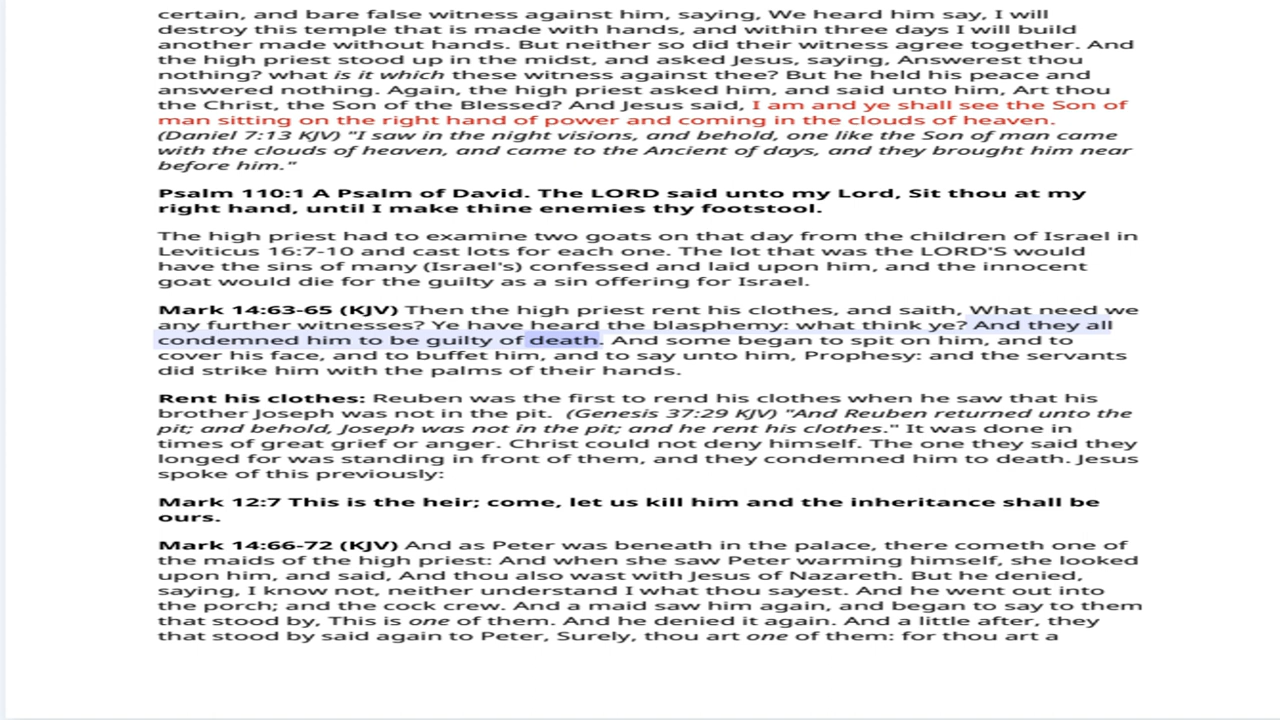 certain, and bare false witness against him, saying, We heard him say, I will
destroy this temple that is made with hands, and within three days I will build
another made without hands. But neither so did their witness agree together. And
the high priest stood up in the midst, and asked Jesus, saying, Answerest thou
nothing? what is it which these witness against thee? But he held his peace and
answered nothing. Again, the high priest asked him, and said unto him, Art thou
the Christ, the Son of the Blessed? And Jesus said, I am and ye shall see the Son of
man sitting on the right hand of power and coming in the clouds of heaven.
(Daniel 7:13 KJV) "I saw in the night visions, and behold, one like the Son of man came
with the clouds of heaven, and came to the Ancient of days, and they brought him near
before him."
Psalm 110:1 A Psalm of David. The LORD said unto my Lord, Sit thou at my
right hand, until I make thine enemies thy footstool.
The high priest had to examine two goats on that day from the children of Israel in
Leviticus 16:7-10 and cast lots for each one. The lot that was the LORD'S would
have the sins of many (Israel's) confessed and laid upon him, and the innocent
goat would die for the guilty as a sin offering for Israel.
Mark 14:63-65 (KJV) Then the high priest rent his clothes, and saith, What need we
any further witnesses? Ye have heard the blasphemy: what think ye? And they all
condemned him to be guilty of death. And some began to spit on him, and to
cover his face, and to buffet him, and to say unto him, Prophesy: and the servants
did strike him with the palms of their hands.
Rent his clothes: Reuben was the first to rend his clothes when he saw that his
brother Joseph was not in the pit. (Genesis 37:29 KJV) "And Reuben returned unto the
pit; and behold, Joseph was not in the pit; and he rent his clothes." It was done in
times of great grief or anger. Christ could not deny himself. The one they said they
longed for was standing in front of them, and they condemned him to death. Jesus
spoke of this previously:
Mark 12:7 This is the heir; come, let us kill him and the inheritance shall be
ours.
Mark 14:66-72 (KJV) And as Peter was beneath in the palace, there cometh one of
the maids of the high priest: And when she saw Peter warming himself, she looked
upon him, and said, And thou also wast with Jesus of Nazareth. But he denied,
saying, I know not, neither understand I what thou sayest. And he went out into
the porch; and the cock crew. And a maid saw him again, and began to say to them
that stood by, This is one of them. And he denied it again. And a little after, they
that stood by said again to Peter, Surely, thou art one of them: for thou art a